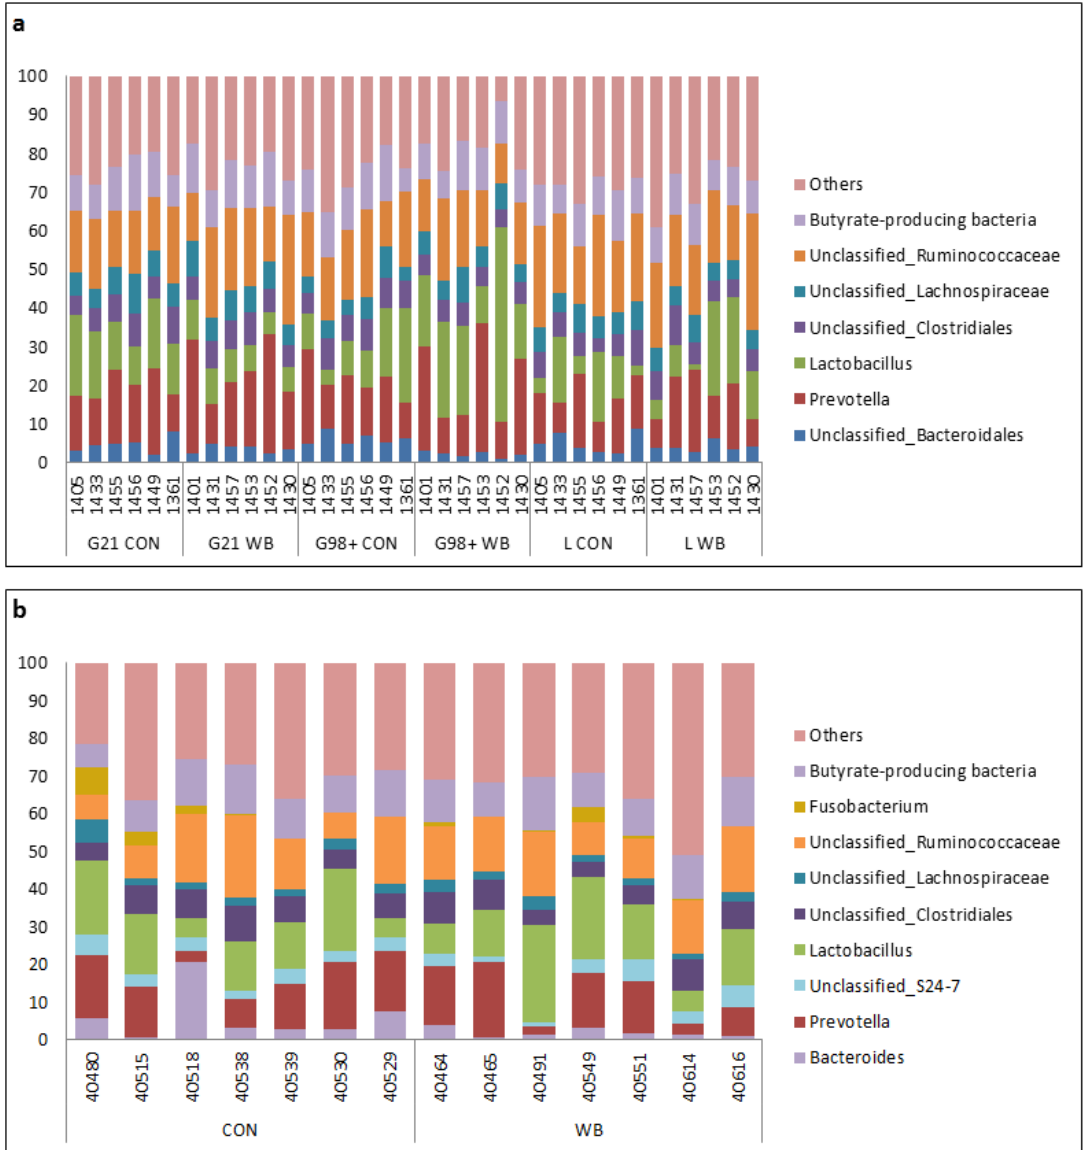 a
100
90
80
70
60
50
40
30
20
10
0
1405 1433 1455 1456 1449 1361 1401 1431 1457 1453 1452 1430 1405 1433 1455 1456 1449 1361 1401 1431 1457 1453 1452 1430 1405 1433 1455 1456 1449 1361 1401 1431 1457 1453 1452 1430
G21 CON G21 WB G98+ CON G98+ WB L CON L WB
Others
Butyrate-producing bacteria
Unclassified_Ruminoccaceae
Unclassified_Lachnospiraceae
Unclassified_Clostridiales
Lactobacillus
Prevotella
Unclassified_Bacteroidales
b
100
90
80
70
60
50
40
30
20
10
0
40480 40515 40518 40538 40539 40530 40529 40464 40465 40491 40549 40551 40614 40616
CON WB
Others
Butyrate-producing bacteria
Fusobacterium
Unclassified_Ruminoccaceae
Unclassified_Lachnospiraceae
Unclassified_Clostridiales
Lactobacillus
Unclassified_S24-7
Prevotella
Bacteroides